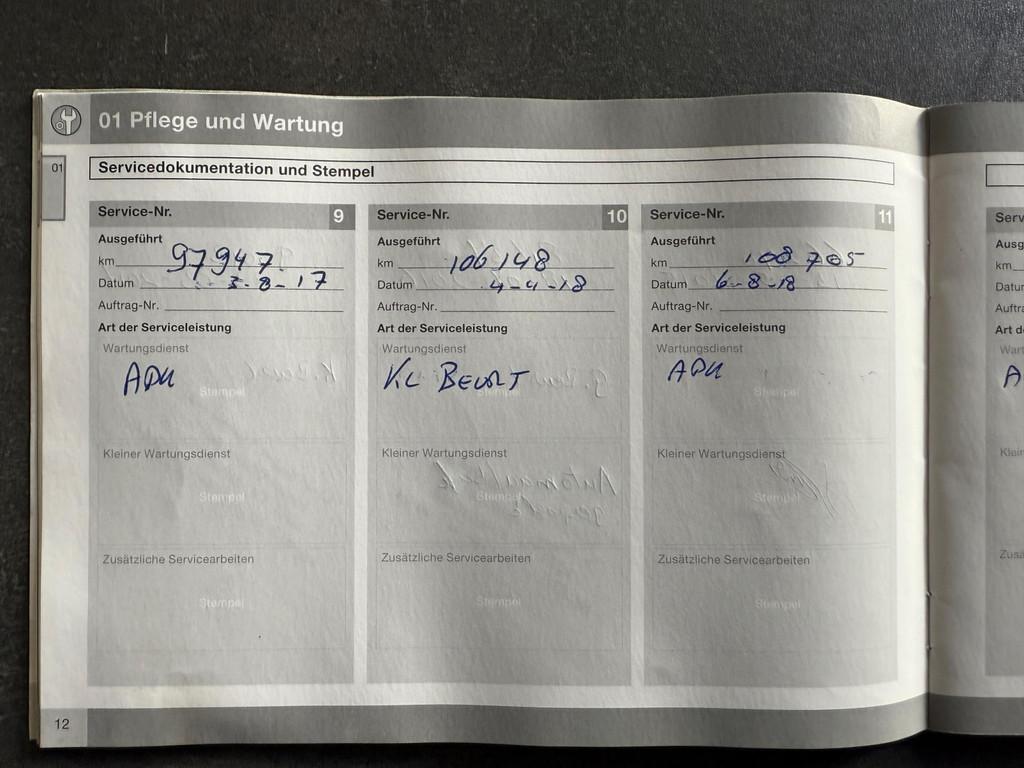 01 Pflege und Wartung
01
Servicedokumentation und Stempel
Service-Nr. 9
Ausgeführt
km 97947
Datum 3-8-17
Auftrag-Nr.
Art der Serviceleistung
Wartungsdienst
APK
Stempel
Kleiner Wartungsdienst
Stempel
Zusätzliche Servicearbeiten
Stempel
Service-Nr. 10
Ausgeführt
km 106148
Datum 4-4-18
Auftrag-Nr.
Art der Serviceleistung
Wartungsdienst
KL BEURT
Stempel
Kleiner Wartungsdienst
Stempel
Zusätzliche Servicearbeiten
Stempel
Service-Nr. 11
Ausgeführt
km 108705
Datum 6-8-18
Auftrag-Nr.
Art der Serviceleistung
Wartungsdienst
APK
Stempel
Kleiner Wartungsdienst
Stempel
Zusätzliche Servicearbeiten
Stempel
12